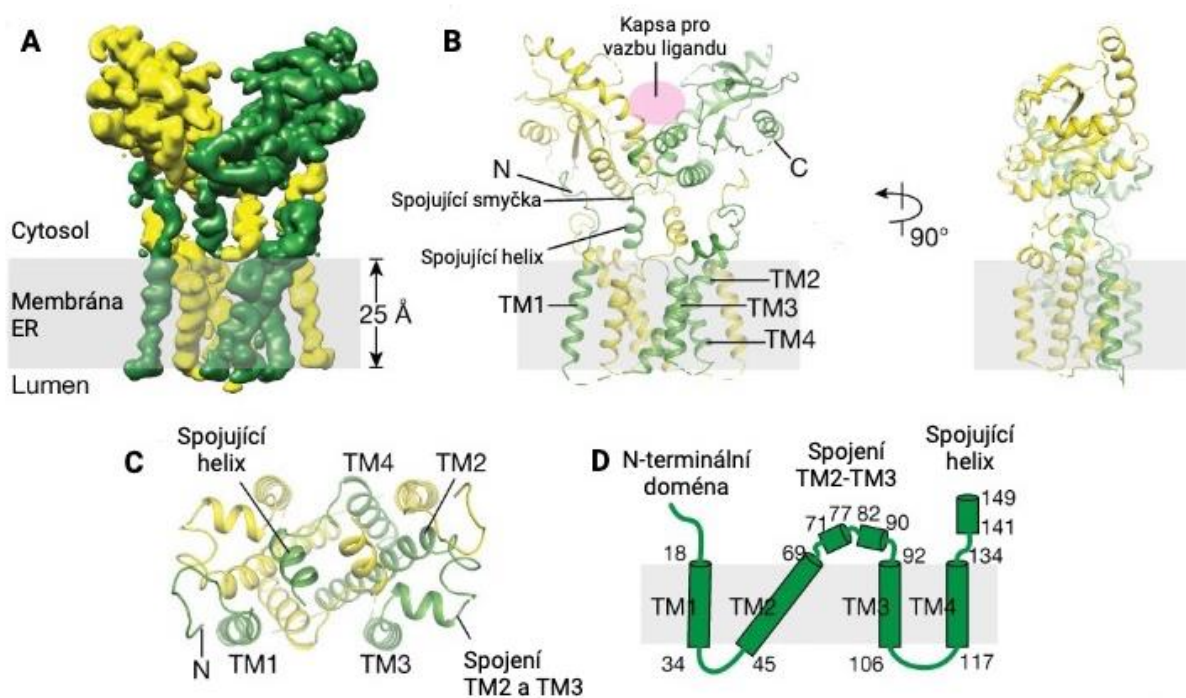 A
Cytosol
Membrána
ER
25 Å
Lumen
B
Kapsa pro
vazbu ligandu
N
C
Spojující smyčka
Spojující helix
TM1
TM2
TM3
TM4
90°
C
Spojující
helix
TM4
TM2
N
TM1
TM3
Spojení
TM2 a TM3
D
N-terminální
doména
Spojení
TM2-TM3
Spojující
helix
71
77
82
90
149
141
18
69
92
134
TM1
TM2
TM3
TM4
34
45
106
117